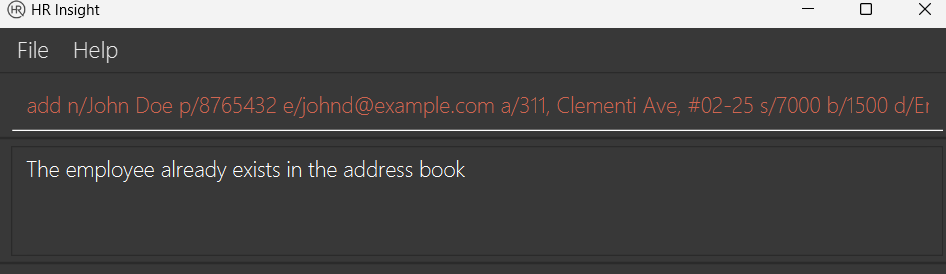 HR HR Insight
File Help
add n/John Doe p/8765432 e/johnd@example.com a/311, Clementi Ave, #02-25 s/7000 b/1500 d/Er
The employee already exists in the address book